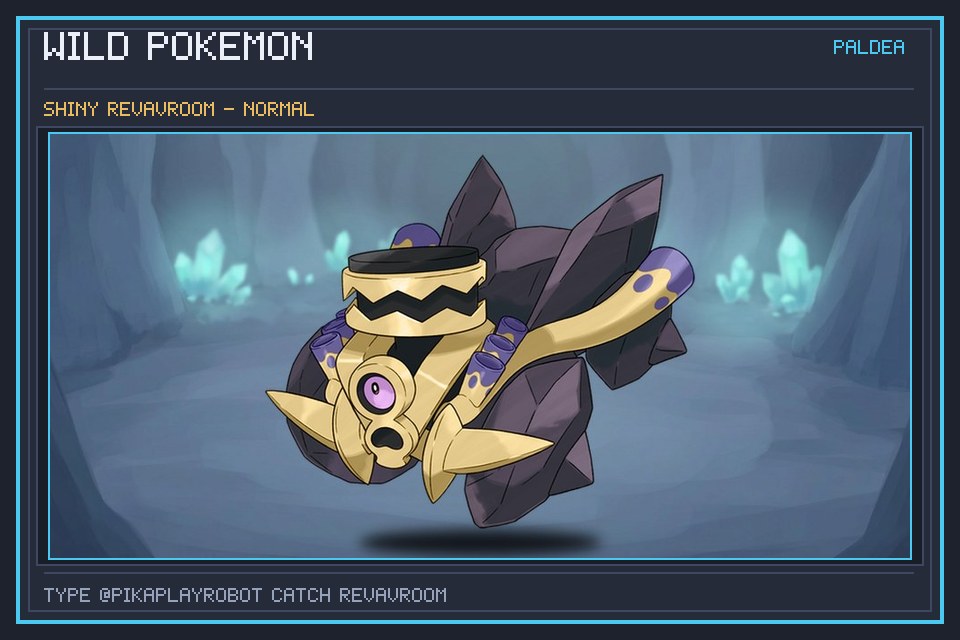 WILD POKEMON
PALDEA
SHINY REVAVROOM - NORMAL
TYPE @PIKAPLAYROBOT CATCH REVAVROOM